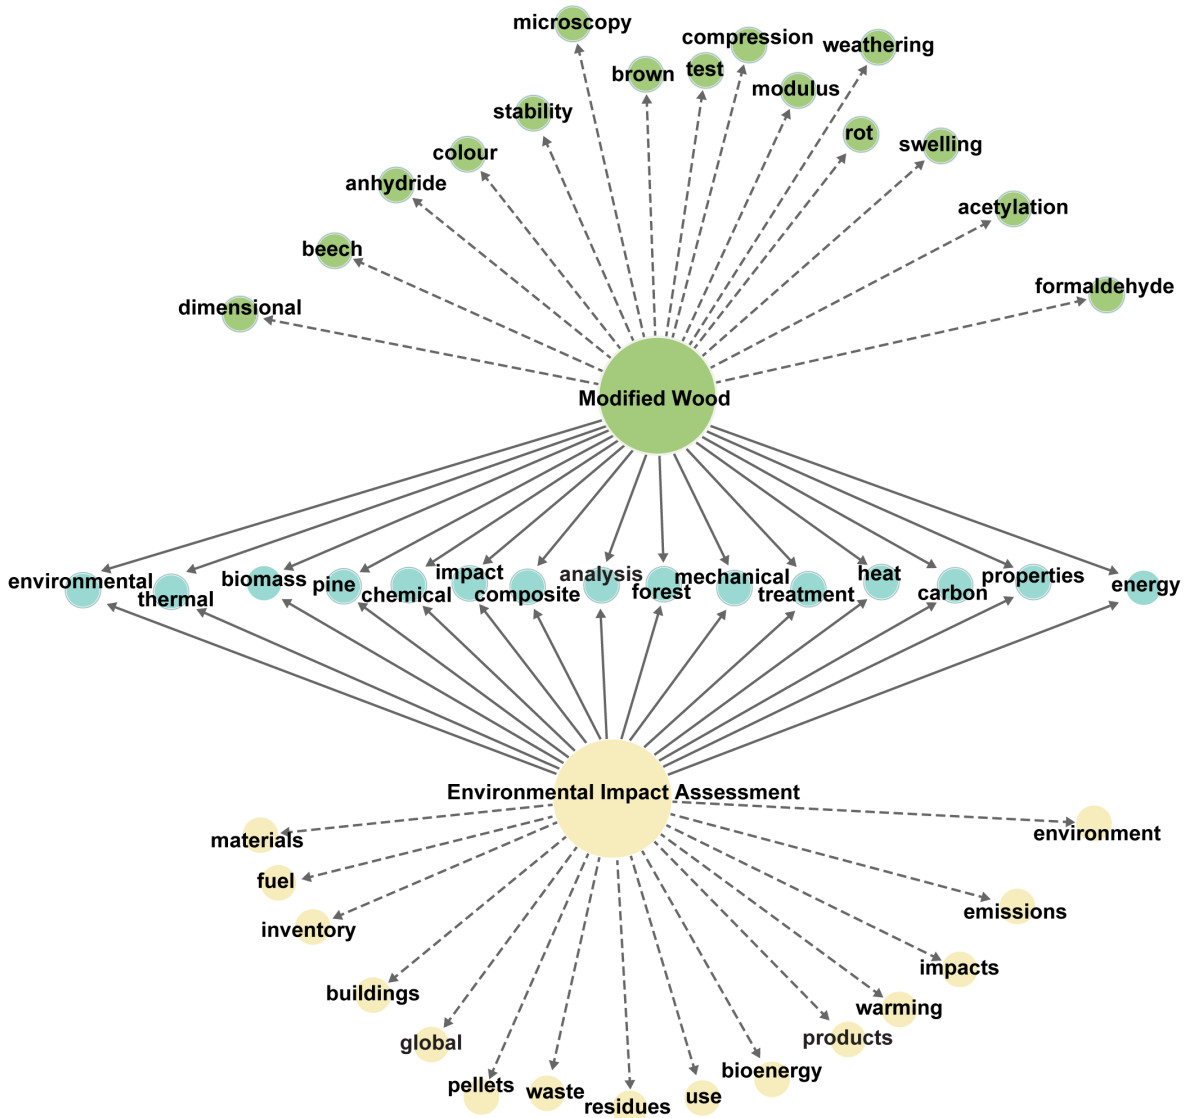 microscopy
compression
weathering
brown
test
modulus
stability
rot
colour
swelling
anhydride
acetylation
beech
formaldehyde
dimensional
Modified Wood
environmental
thermal
biomass
pine
chemical
impact
composite
analysis
forest
mechanical
treatment
heat
carbon
properties
energy
Environmental Impact Assessment
materials
environment
fuel
emissions
inventory
impacts
buildings
warming
global
products
pellets
waste
residues
use
bioenergy